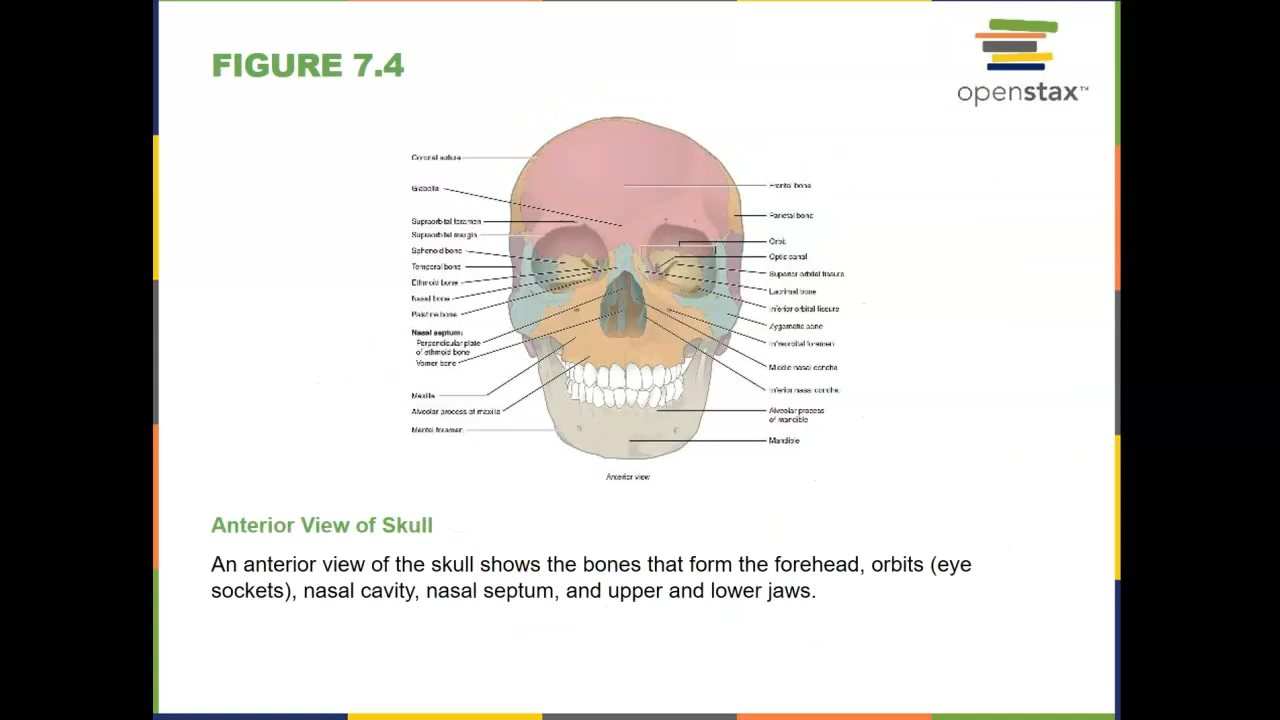 FIGURE 7.4
openstax™
Coronal suture
Glabella
Supraorbital foramen
Supraorbital margin
Sphenoid bone
Temporal bone
Ethmoid bone
Nasal bone
Palatine bone
Nasal septum:
Perpendicular plate
of ethmoid bone
Vomer bone
Maxilla
Alveolar process of maxilla
Mental foramen
Frontal bone
Parietal bone
Orbit
Optic canal
Superior orbital fissure
Lacrimal bone
Inferior orbital fissure
Zygomatic bone
Infraorbital foramen
Middle nasal concha
Inferior nasal concha
Alveolar process
of mandible
Mandible
Anterior view
Anterior View of Skull
An anterior view of the skull shows the bones that form the forehead, orbits (eye
sockets), nasal cavity, nasal septum, and upper and lower jaws.